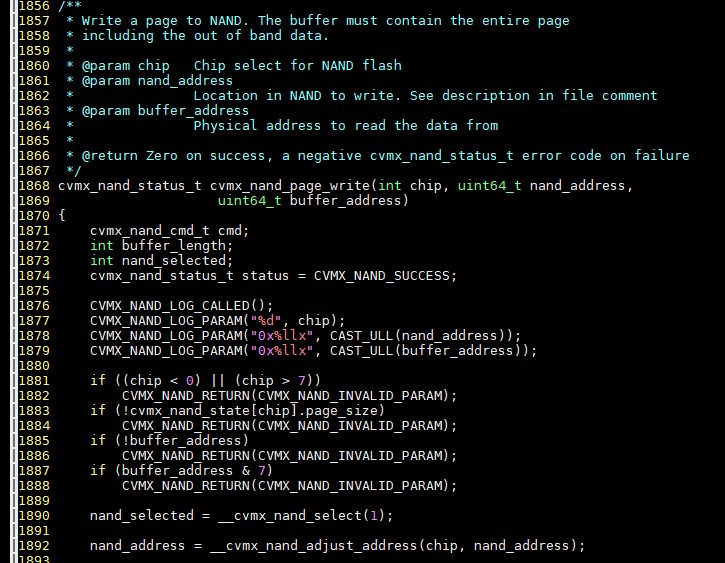 1856 /**
1857  * Write a page to NAND. The buffer must contain the entire page
1858  * including the out of band data.
1859  *
1860  * @param chip   Chip select for NAND flash
1861  * @param nand_address
1862  *               Location in NAND to write. See description in file comment
1863  * @param buffer_address
1864  *               Physical address to read the data from
1865  *
1866  * @return Zero on success, a negative cvmx_nand_status_t error code on failure
1867  */
1868 cvmx_nand_status_t cvmx_nand_page_write(int chip, uint64_t nand_address,
1869                     uint64_t buffer_address)
1870 {
1871     cvmx_nand_cmd_t cmd;
1872     int buffer_length;
1873     int nand_selected;
1874     cvmx_nand_status_t status = CVMX_NAND_SUCCESS;
1875
1876     CVMX_NAND_LOG_CALLED();
1877     CVMX_NAND_LOG_PARAM("%d", chip);
1878     CVMX_NAND_LOG_PARAM("0x%llx", CAST_ULL(nand_address));
1879     CVMX_NAND_LOG_PARAM("0x%llx", CAST_ULL(buffer_address));
1880
1881     if ((chip < 0) || (chip > 7))
1882         CVMX_NAND_RETURN(CVMX_NAND_INVALID_PARAM);
1883     if (!cvmx_nand_state[chip].page_size)
1884         CVMX_NAND_RETURN(CVMX_NAND_INVALID_PARAM);
1885     if (!buffer_address)
1886         CVMX_NAND_RETURN(CVMX_NAND_INVALID_PARAM);
1887     if (buffer_address & 7)
1888         CVMX_NAND_RETURN(CVMX_NAND_INVALID_PARAM);
1889
1890     nand_selected = __cvmx_nand_select(1);
1891
1892     nand_address = __cvmx_nand_adjust_address(chip, nand_address);
1893